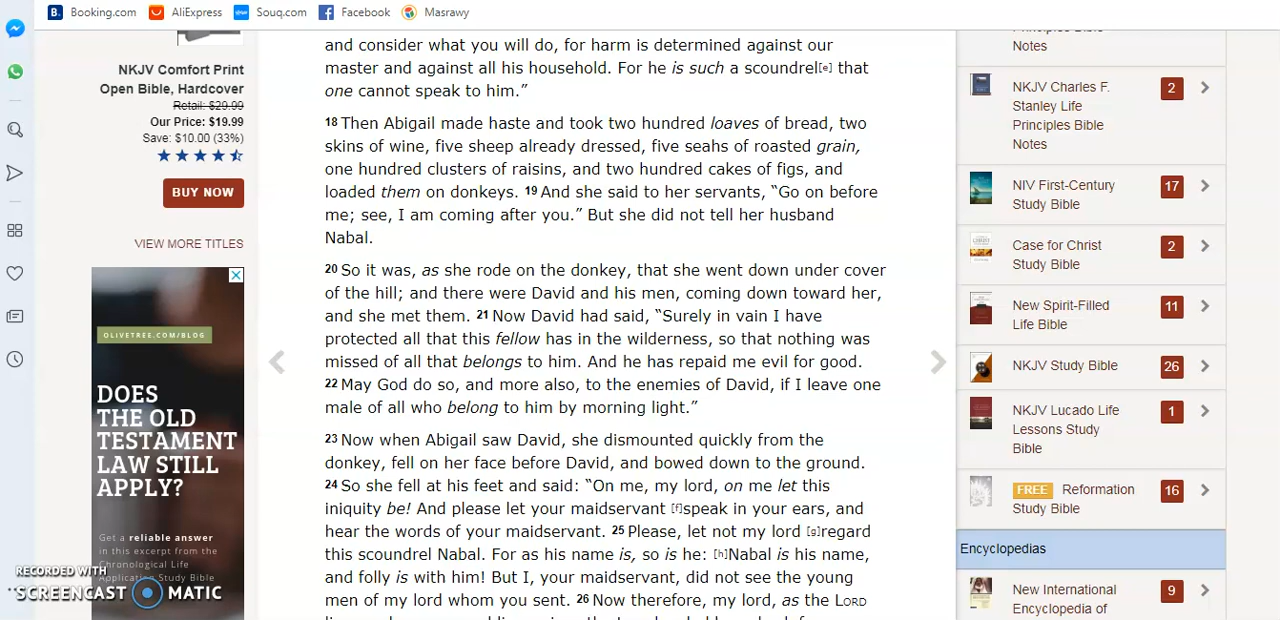 B. Booking.com AliExpress Souq.com Facebook Masrawy
NKJV Comfort Print
Open Bible, Hardcover
Retail: $29.99
Our Price: $19.99
Save: $10.00 (33%)
BUY NOW
VIEW MORE TITLES
OLIVETREE.COM/BLOG
DOES
THE OLD
TESTAMENT
LAW STILL
APPLY?
Get a reliable answer
in this excerpt from the
Chronological Life
Application Study Bible
RECORDED WITH
SCREENCAST MATIC
and consider what you will do, for harm is determined against our
master and against all his household. For he is such a scoundrel[e] that
one cannot speak to him.”
18 Then Abigail made haste and took two hundred loaves of bread, two
skins of wine, five sheep already dressed, five seahs of roasted grain,
one hundred clusters of raisins, and two hundred cakes of figs, and
loaded them on donkeys. 19 And she said to her servants, “Go on before
me; see, I am coming after you.” But she did not tell her husband
Nabal.
20 So it was, as she rode on the donkey, that she went down under cover
of the hill; and there were David and his men, coming down toward her,
and she met them. 21 Now David had said, “Surely in vain I have
protected all that this fellow has in the wilderness, so that nothing was
missed of all that belongs to him. And he has repaid me evil for good.
22 May God do so, and more also, to the enemies of David, if I leave one
male of all who belong to him by morning light.”
23 Now when Abigail saw David, she dismounted quickly from the
donkey, fell on her face before David, and bowed down to the ground.
24 So she fell at his feet and said: “On me, my lord, on me let this
iniquity be! And please let your maidservant [f]speak in your ears, and
hear the words of your maidservant. 25 Please, let not my lord [g]regard
this scoundrel Nabal. For as his name is, so is he: [h]Nabal is his name,
and folly is with him! But I, your maidservant, did not see the young
men of my lord whom you sent. 26 Now therefore, my lord, as the LORD
Notes
NKJV Charles F. 2
Stanley Life
Principles Bible
Notes
NIV First-Century 17
Study Bible
Case for Christ 2
Study Bible
New Spirit-Filled 11
Life Bible
NKJV Study Bible 26
NKJV Lucado Life 1
Lessons Study
Bible
FREE Reformation 16
Study Bible
Encyclopedias
New International 9
Encyclopedia of